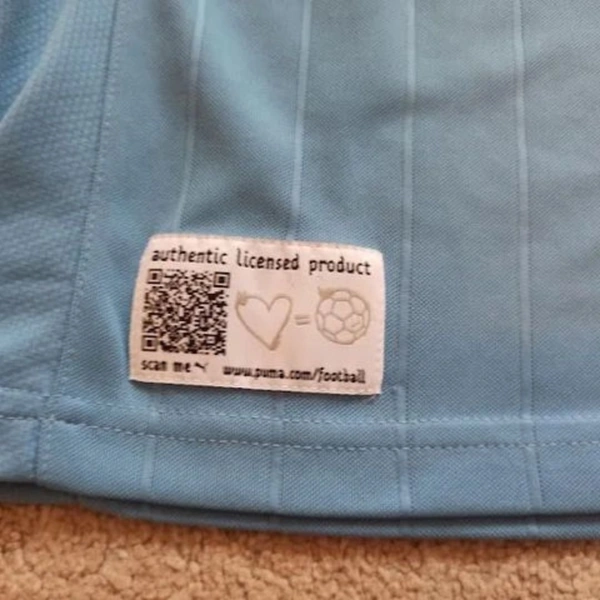 authentic licensed product
=
scan me www.puma.com/football